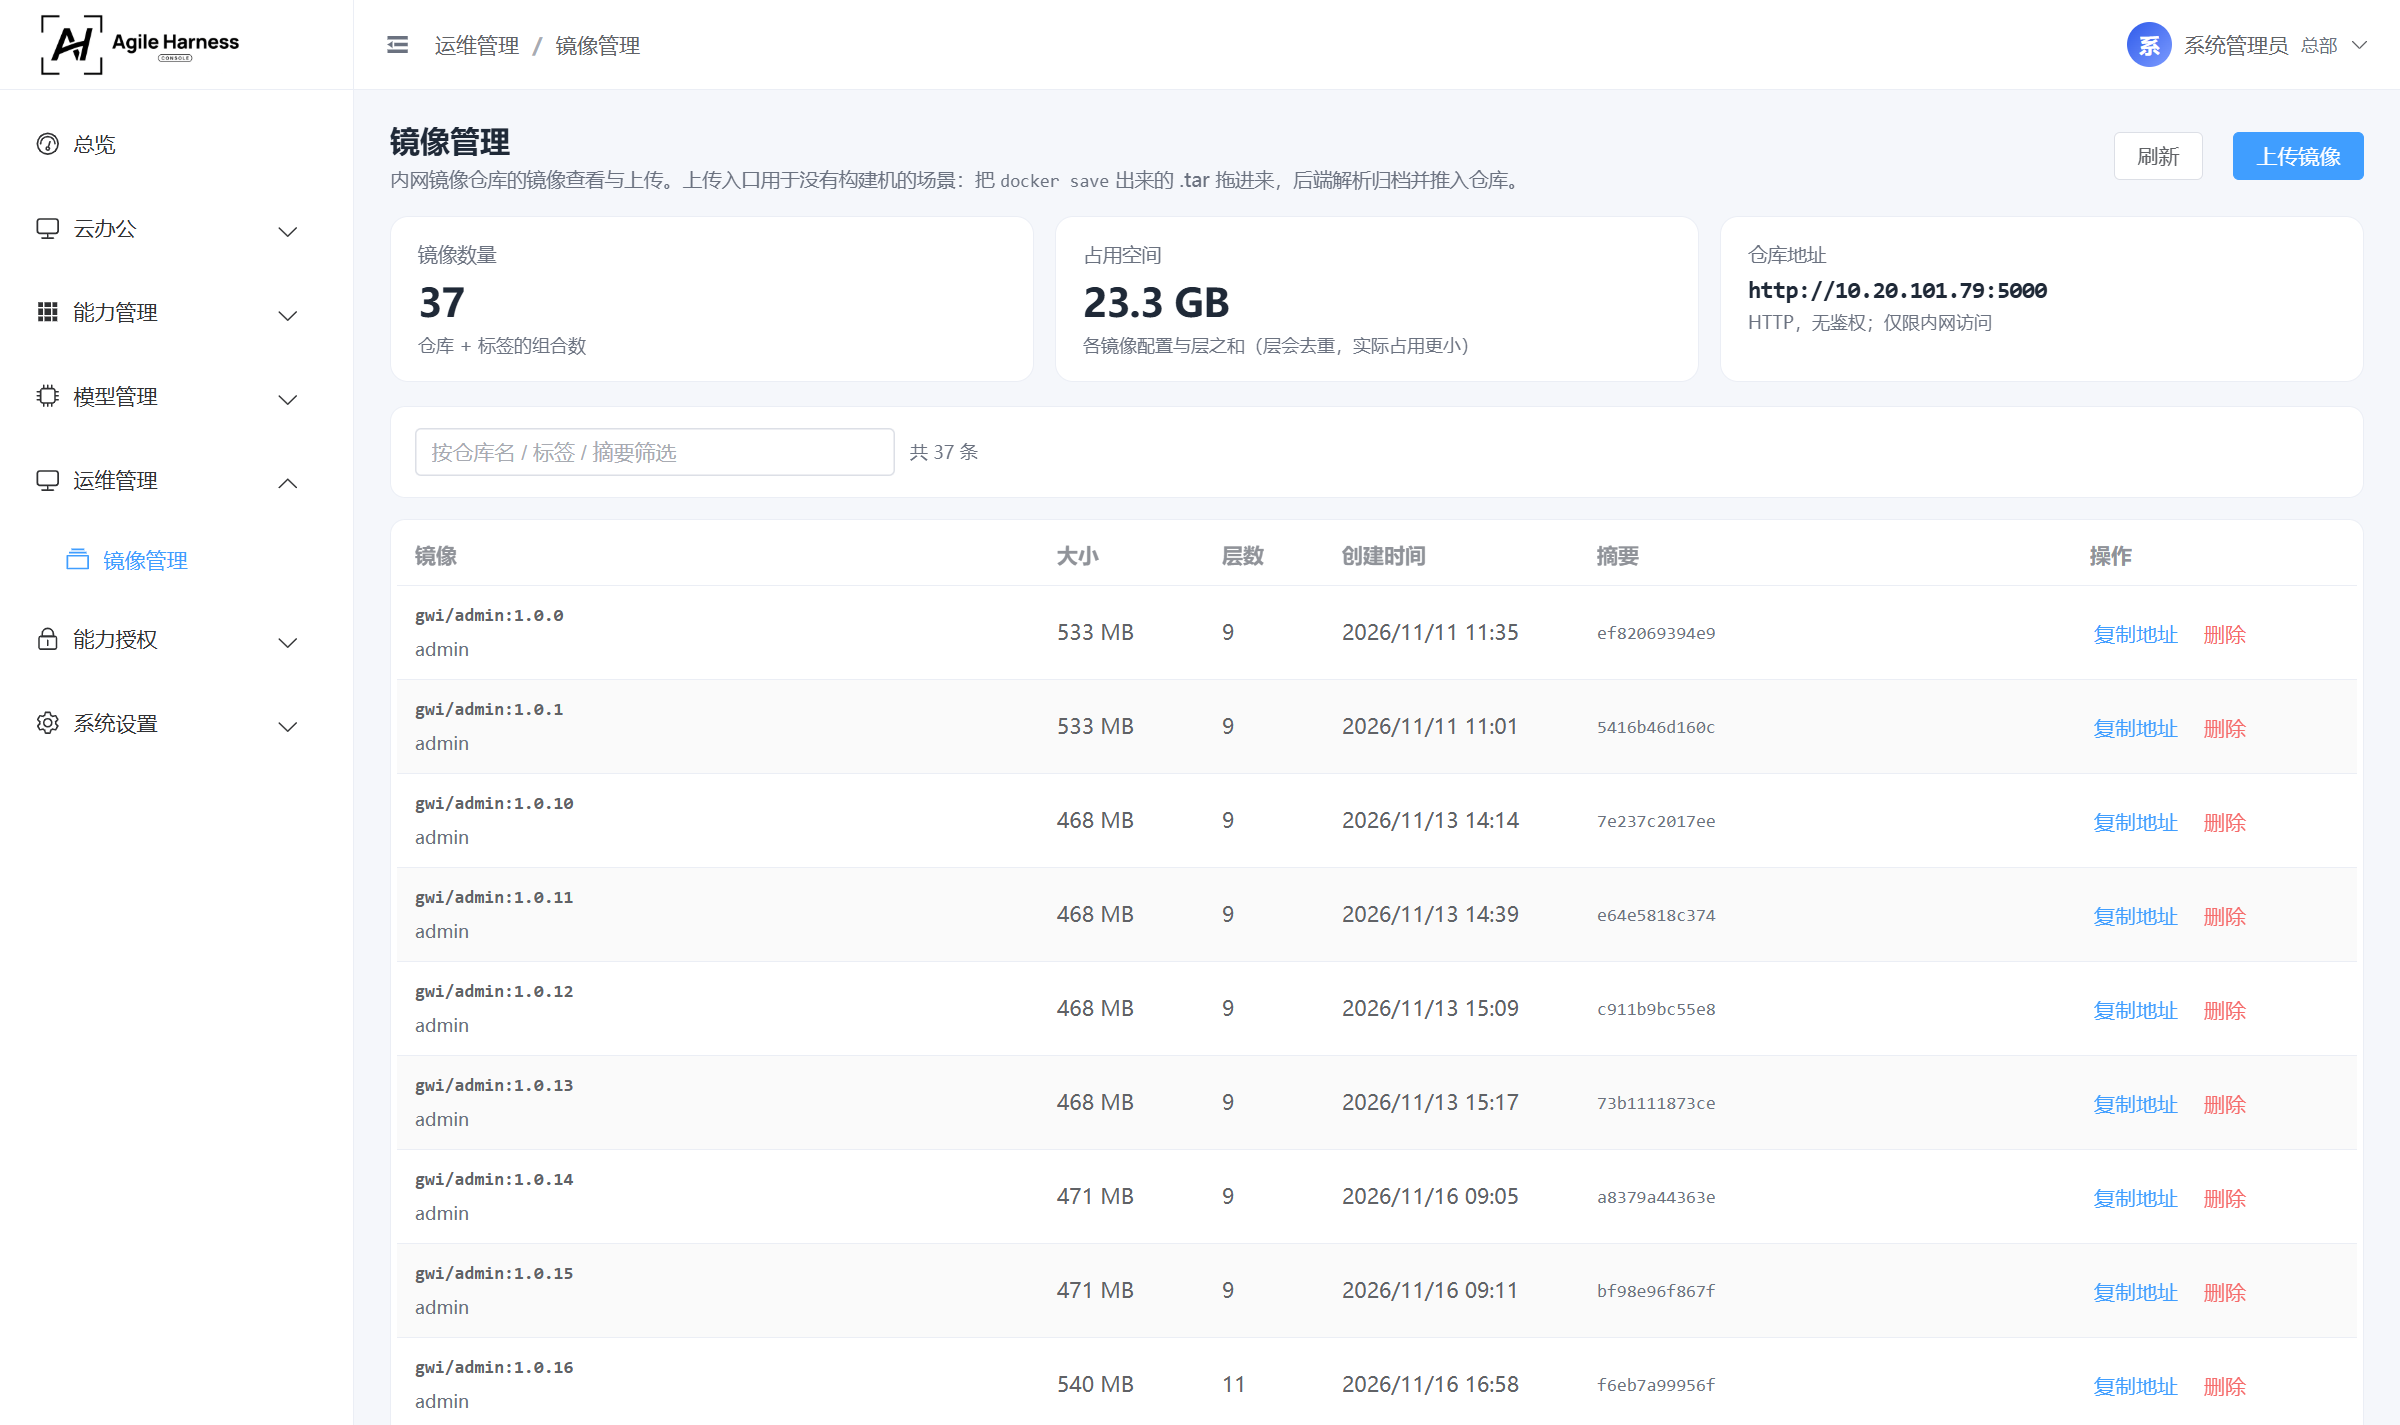 Agile Harness
CONSOLE
运维管理 / 镜像管理
系 系统管理员 总部
总览
云办公
能力管理
模型管理
运维管理
镜像管理
能力授权
系统设置
镜像管理
内网镜像仓库的镜像查看与上传。上传入口用于没有构建机的场景：把 docker save 出来的 .tar 拖进来，后端解析归档并推入仓库。
刷新
上传镜像
镜像数量
37
仓库 + 标签的组合数
占用空间
23.3 GB
各镜像配置与层之和（层会去重，实际占用更小）
仓库地址
http://10.20.101.79:5000
HTTP，无鉴权；仅限内网访问
按仓库名 / 标签 / 摘要筛选 共 37 条
镜像 大小 层数 创建时间 摘要 操作
gwi/admin:1.0.0
admin
533 MB 9 2026/11/11 11:35 ef82069394e9 复制地址 删除
gwi/admin:1.0.1
admin
533 MB 9 2026/11/11 11:01 5416b46d160c 复制地址 删除
gwi/admin:1.0.10
admin
468 MB 9 2026/11/13 14:14 7e237c2017ee 复制地址 删除
gwi/admin:1.0.11
admin
468 MB 9 2026/11/13 14:39 e64e5818c374 复制地址 删除
gwi/admin:1.0.12
admin
468 MB 9 2026/11/13 15:09 c911b9bc55e8 复制地址 删除
gwi/admin:1.0.13
admin
468 MB 9 2026/11/13 15:17 73b1111873ce 复制地址 删除
gwi/admin:1.0.14
admin
471 MB 9 2026/11/16 09:05 a8379a44363e 复制地址 删除
gwi/admin:1.0.15
admin
471 MB 9 2026/11/16 09:11 bf98e96f867f 复制地址 删除
gwi/admin:1.0.16
admin
540 MB 11 2026/11/16 16:58 f6eb7a99956f 复制地址 删除